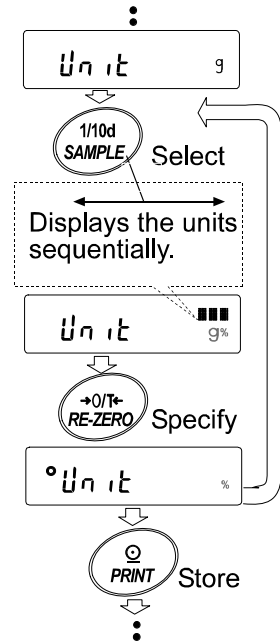 Unit g
1/10d
SAMPLE Select
Displays the units
sequentially.
Unit g%
→0/T←
RE-ZERO Specify
°Unit %
PRINT Store